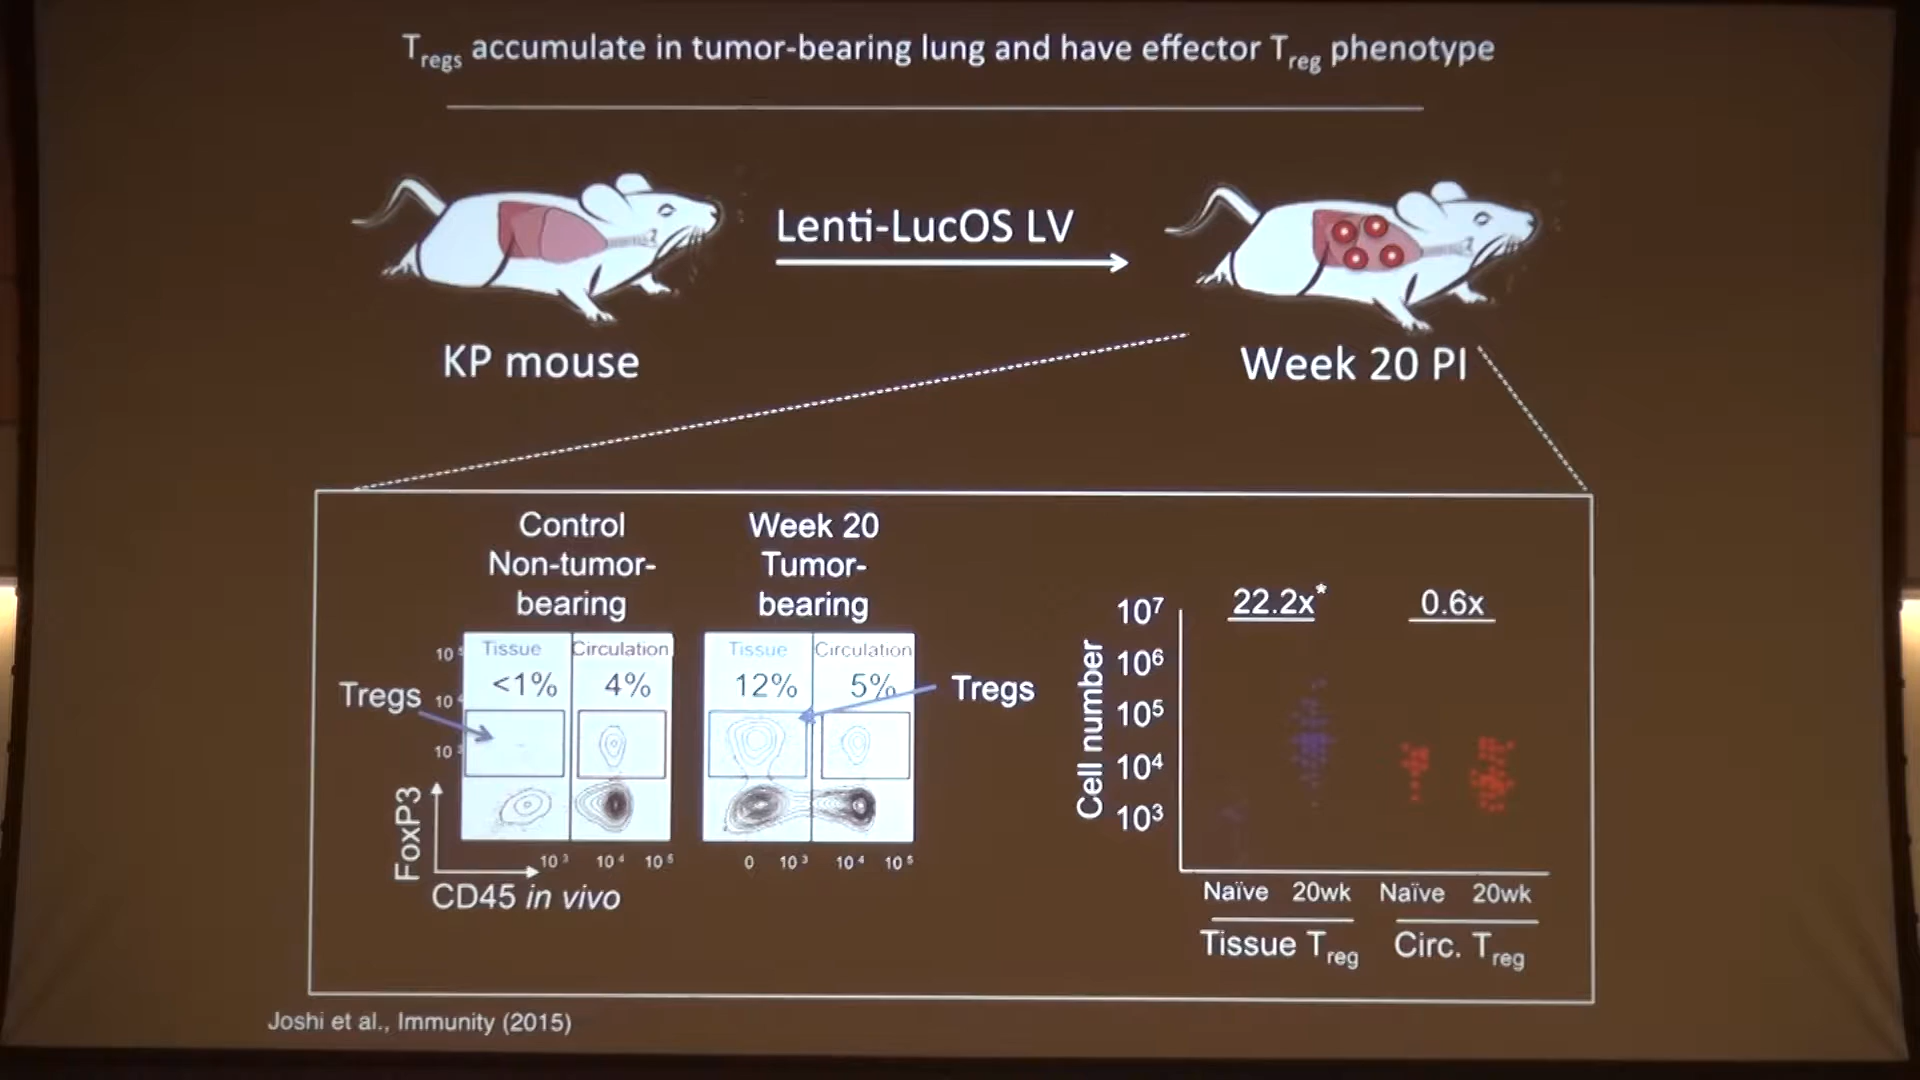 Tregs accumulate in tumor-bearing lung and have effector Treg phenotype
Lenti-LucOS LV
KP mouse
Week 20 PI
Control
Non-tumor-
bearing
Week 20
Tumor-
bearing
Tissue
Circulation
<1%
4%
Tissue
Circulation
12%
5%
Tregs
Tregs
10⁴
10³
FoxP3
10³ 10⁴ 10⁵
0 10³ 10⁴ 10⁵
CD45 in vivo
22.2x*
0.6x
Cell number
10⁷
10⁶
10⁵
10⁴
10³
Naïve 20wk Naïve 20wk
Tissue Treg
Circ. Treg
Joshi et al., Immunity (2015)